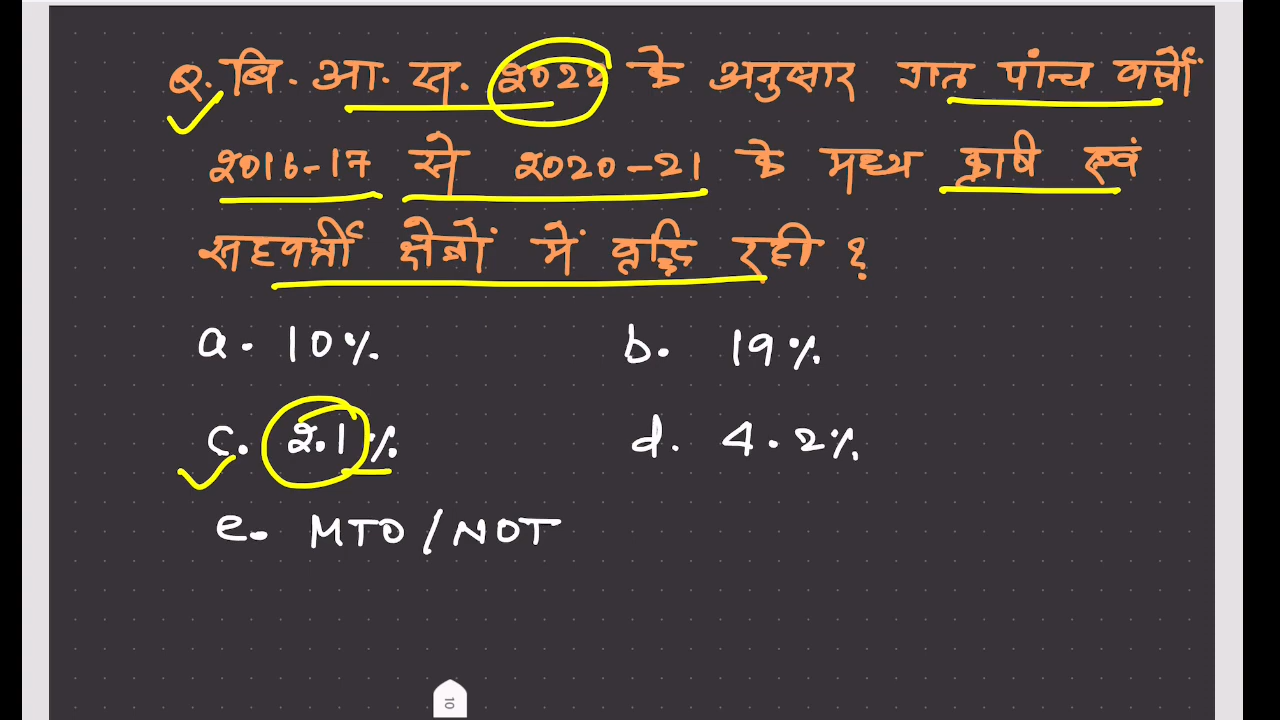 Q. बि. आ. स. 2022 के अनुसार गत पांच वर्षों
2016-17 से 2020-21 के मध्य कृषि एवं
सहवर्ती क्षेत्रों में वृद्धि रही ?
a. 10% b. 19%
c. 2.1% d. 4.2%
e. MTO/NOT
10